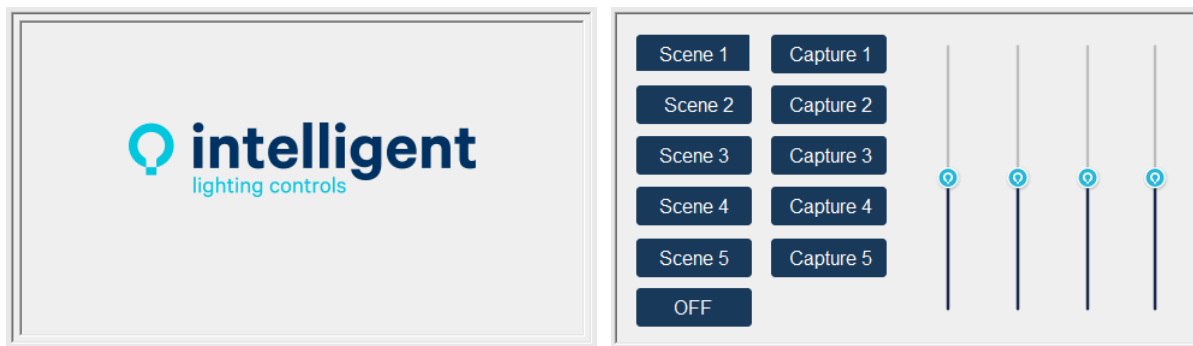 intelligent
lighting controls
Scene 1 Capture 1
Scene 2 Capture 2
Scene 3 Capture 3
Scene 4 Capture 4
Scene 5 Capture 5
OFF